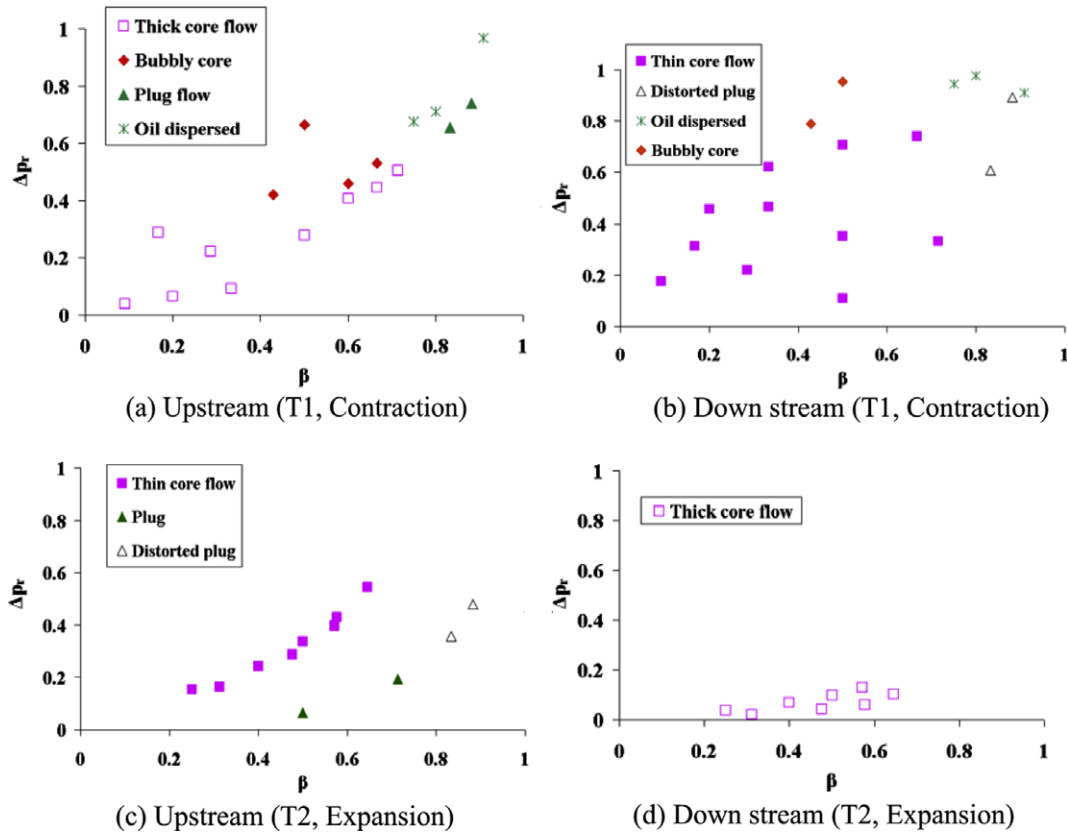 1
0.8
0.6
0.4
0.2
0
Δpr
Thick core flow
Bubbly core
Plug flow
Oil dispersed
0 0.2 0.4 0.6 0.8 1
β
(a) Upstream (T1, Contraction)
1
0.8
0.6
0.4
0.2
0
Δpr
Thin core flow
Distorted plug
Oil dispersed
Bubbly core
0 0.2 0.4 0.6 0.8 1
β
(b) Down stream (T1, Contraction)
1
0.8
0.6
0.4
0.2
0
Δpr
Thin core flow
Plug
Distorted plug
0 0.2 0.4 0.6 0.8 1
β
(c) Upstream (T2, Expansion)
1
0.8
0.6
0.4
0.2
0
Δpr
Thick core flow
0 0.2 0.4 0.6 0.8 1
β
(d) Down stream (T2, Expansion)